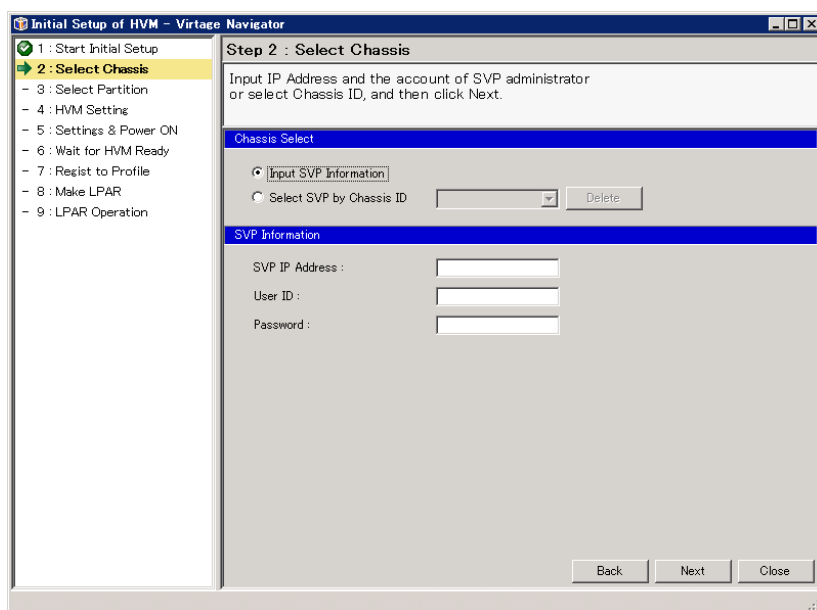 Initial Setup of HVM - Virtage Navigator
1 : Start Initial Setup
2 : Select Chassis
- 3 : Select Partition
- 4 : HVM Setting
- 5 : Settings & Power ON
- 6 : Wait for HVM Ready
- 7 : Regist to Profile
- 8 : Make LPAR
- 9 : LPAR Operation
Step 2 : Select Chassis
Input IP Address and the account of SVP administrator
or select Chassis ID, and then click Next.
Chassis Select
Input SVP Information
Select SVP by Chassis ID
Delete
SVP Information
SVP IP Address :
User ID :
Password :
Back Next Close